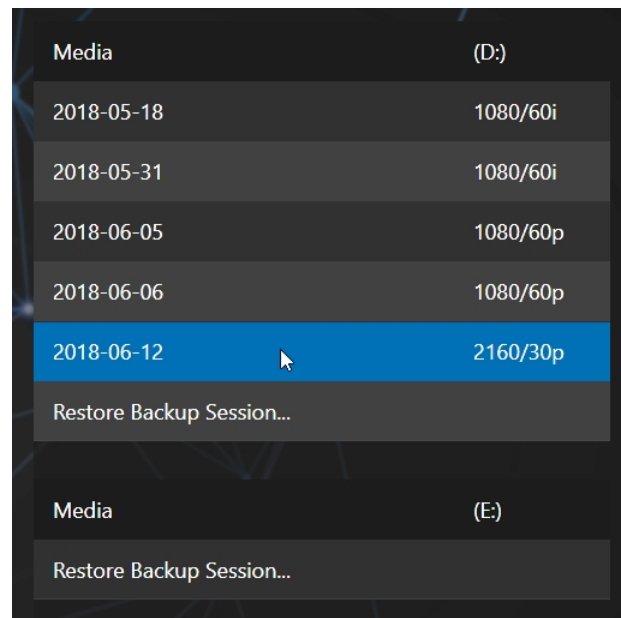 Media (D:)
2018-05-18 1080/60i
2018-05-31 1080/60i
2018-06-05 1080/60p
2018-06-06 1080/60p
2018-06-12 2160/30p
Restore Backup Session...
Media (E:)
Restore Backup Session...